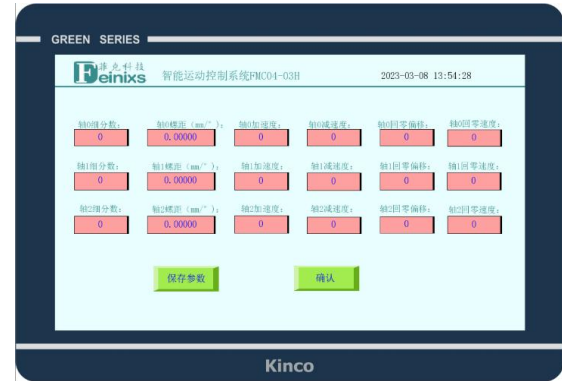 GREEN SERIES
菲克科技
Feinixs
智能运动控制系统FMC04-03H
2023-03-08 13:54:28
轴0细分数: 轴0螺距（mm/°）: 轴0加速度: 轴0减速度: 轴0回零偏移: 轴0回零速度:
0 0.00000 0 0 0 0
轴1细分数: 轴1螺距（mm/°）: 轴1加速度: 轴1减速度: 轴1回零偏移: 轴1回零速度:
0 0.00000 0 0 0 0
轴2细分数: 轴2螺距（mm/°）: 轴2加速度: 轴2减速度: 轴2回零偏移: 轴2回零速度:
0 0.00000 0 0 0 0
保存参数 确认
Kinco